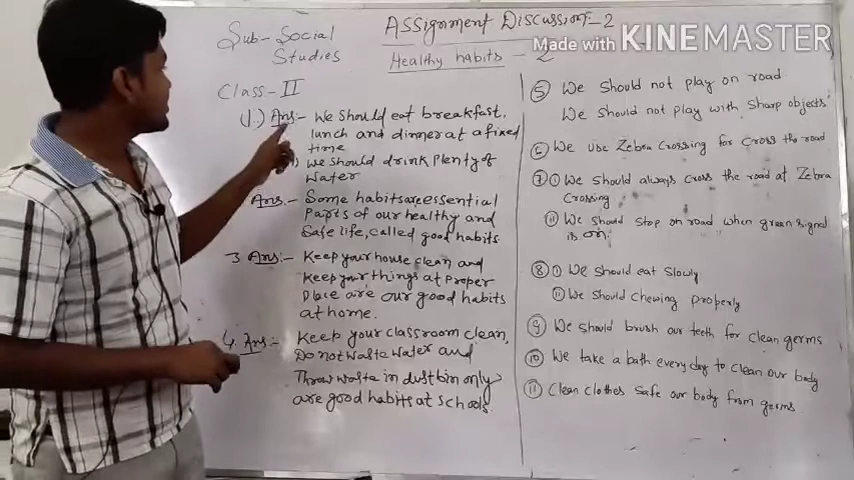 Sub-Social
Studies
Assignment Discussion-2
Healthy habits - 2
Made with KINEMASTER
Class-II
(1.) Ans:- We should eat breakfast,
lunch and dinner at a fixed
time
) We should drink Plenty of
Water
Ans.- Some habits are essential
Parts of our healthy and
Safe life, called good habits
3 Ans:- Keep your house clean and
Keep your things at proper
Place are our good habits
at home.
4. Ans:- Keep your classroom clean,
Do not waste water and
Throw waste in dustbin only
are good habits at schools.
5 We should not play on road
We should not play with sharp objects.
6 We use Zebra crossing for cross the road
7 i We should always cross the road at Zebra
Crossing
ii We should stop on road when green signal
is on.
8 i We should eat slowly
ii We should chewing properly
9 We should brush our teeth for clean germs
10 We take a bath every day to clean our body
11 Clean clothes safe our body from germs